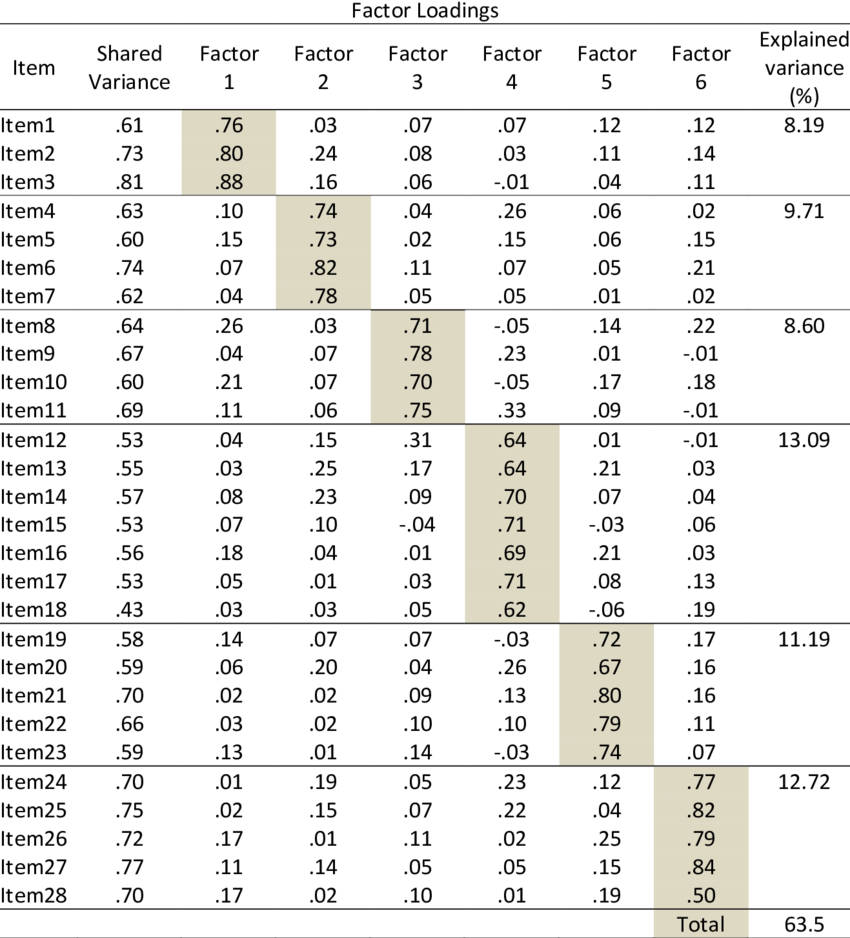 Factor Loadings
Item Shared Variance Factor 1 Factor 2 Factor 3 Factor 4 Factor 5 Factor 6 Explained variance (%)
Item1 .61 .76 .03 .07 .07 .12 .12 8.19
Item2 .73 .80 .24 .08 .03 .11 .14
Item3 .81 .88 .16 .06 -.01 .04 .11
Item4 .63 .10 .74 .04 .26 .06 .02 9.71
Item5 .60 .15 .73 .02 .15 .06 .15
Item6 .74 .07 .82 .11 .07 .05 .21
Item7 .62 .04 .78 .05 .05 .01 .02
Item8 .64 .26 .03 .71 -.05 .14 .22 8.60
Item9 .67 .04 .07 .78 .23 .01 -.01
Item10 .60 .21 .07 .70 -.05 .17 .18
Item11 .69 .11 .06 .75 .33 .09 -.01
Item12 .53 .04 .15 .31 .64 .01 -.01 13.09
Item13 .55 .03 .25 .17 .64 .21 .03
Item14 .57 .08 .23 .09 .70 .07 .04
Item15 .53 .07 .10 -.04 .71 -.03 .06
Item16 .56 .18 .04 .01 .69 .21 .03
Item17 .53 .05 .01 .03 .71 .08 .13
Item18 .43 .03 .03 .05 .62 -.06 .19
Item19 .58 .14 .07 .07 -.03 .72 .17 11.19
Item20 .59 .06 .20 .04 .26 .67 .16
Item21 .70 .02 .02 .09 .13 .80 .16
Item22 .66 .03 .02 .10 .10 .79 .11
Item23 .59 .13 .01 .14 -.03 .74 .07
Item24 .70 .01 .19 .05 .23 .12 .77 12.72
Item25 .75 .02 .15 .07 .22 .04 .82
Item26 .72 .17 .01 .11 .02 .25 .79
Item27 .77 .11 .14 .05 .05 .15 .84
Item28 .70 .17 .02 .10 .01 .19 .50
Total 63.5